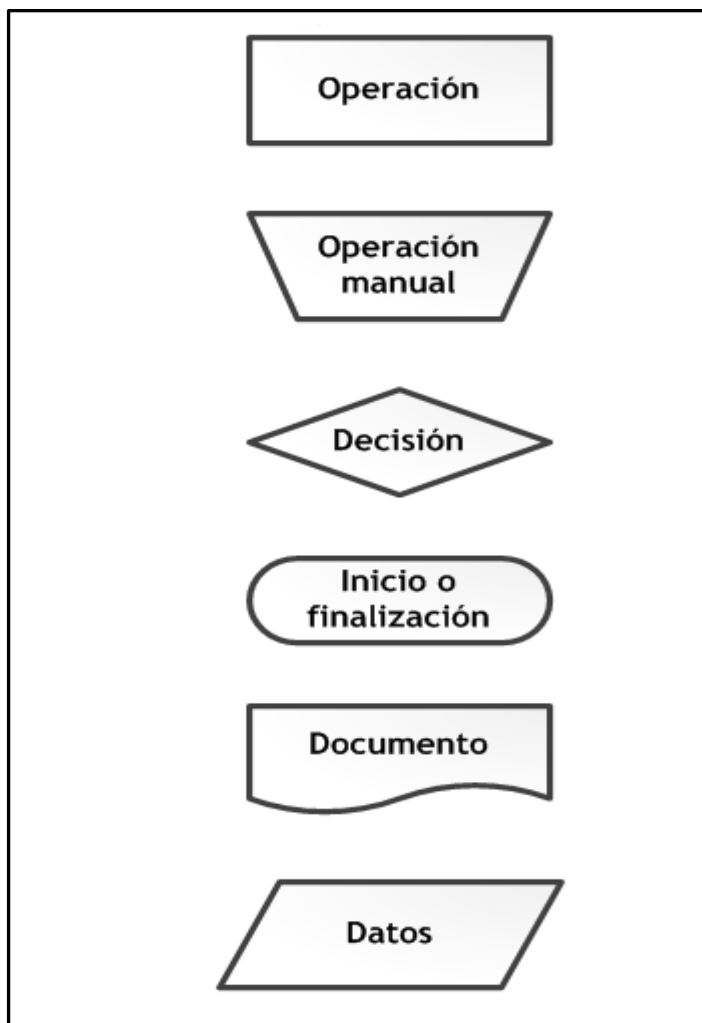 Operación
Operación
manual
Decisión
Inicio o
finalización
Documento
Datos